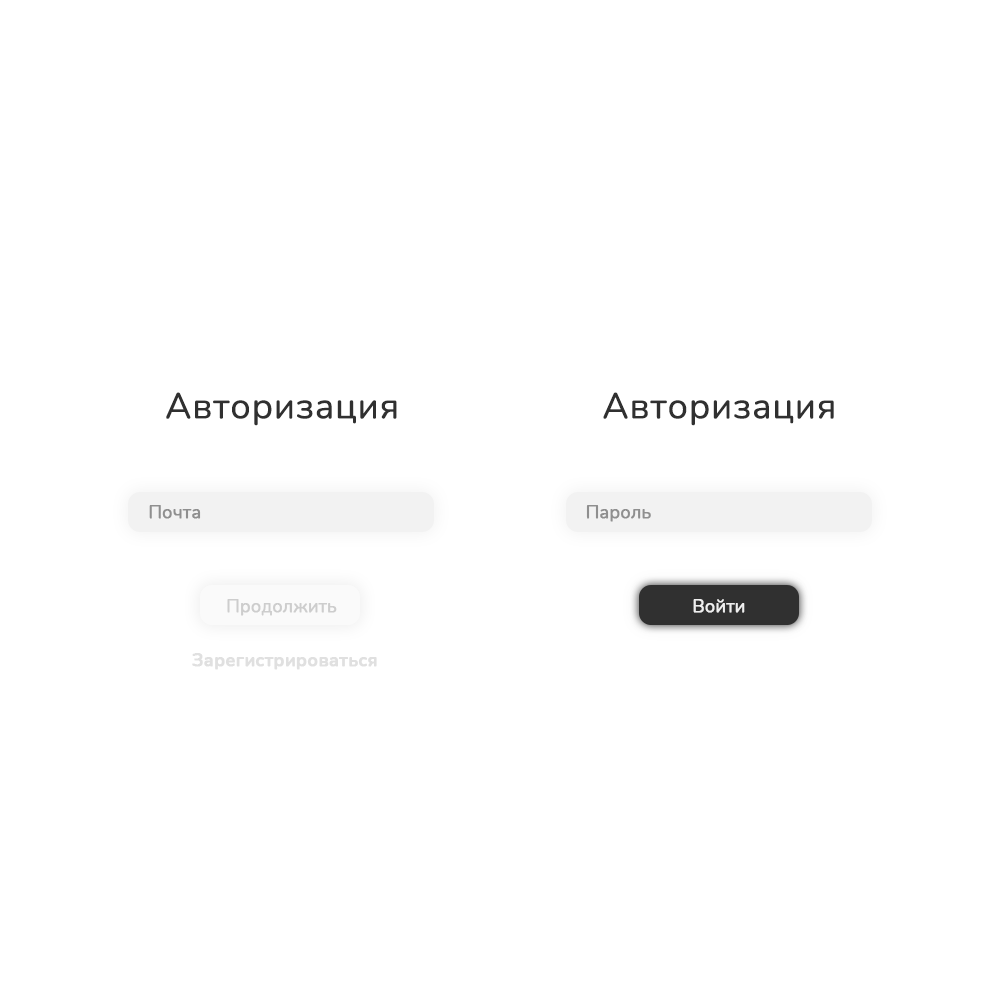 Авторизация
Почта
Продолжить
Зарегистрироваться
Авторизация
Пароль
Войти